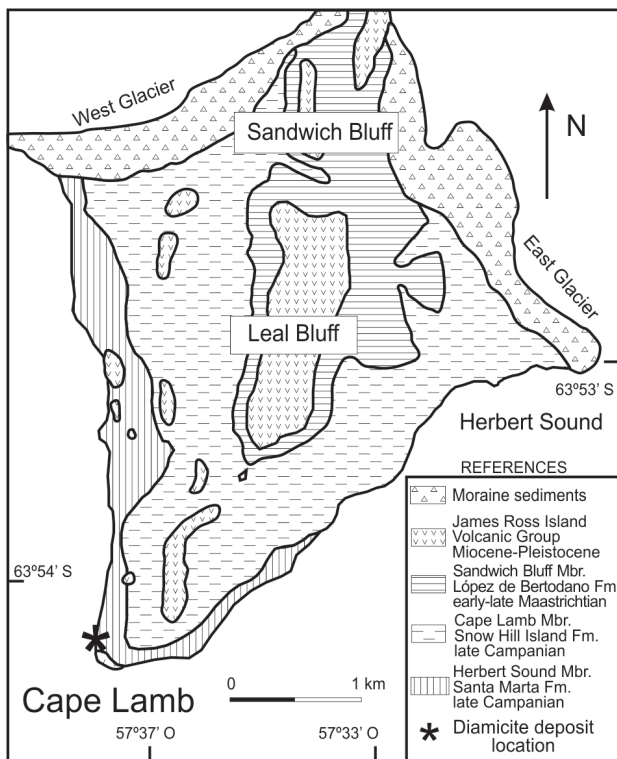 West Glacier
Sandwich Bluff
N
East Glacier
Leal Bluff
63º53’ S
Herbert Sound
REFERENCES
Moraine sediments
James Ross Island
Volcanic Group
Miocene-Pleistocene
Sandwich Bluff Mbr.
López de Bertodano Fm
early-late Maastrichtian
Cape Lamb Mbr.
Snow Hill Island Fm.
late Campanian
Herbert Sound Mbr.
Santa Marta Fm.
late Campanian
* Diamicite deposit
location
63º54’ S
Cape Lamb
0 1 km
57º37’ O
57º33’ O